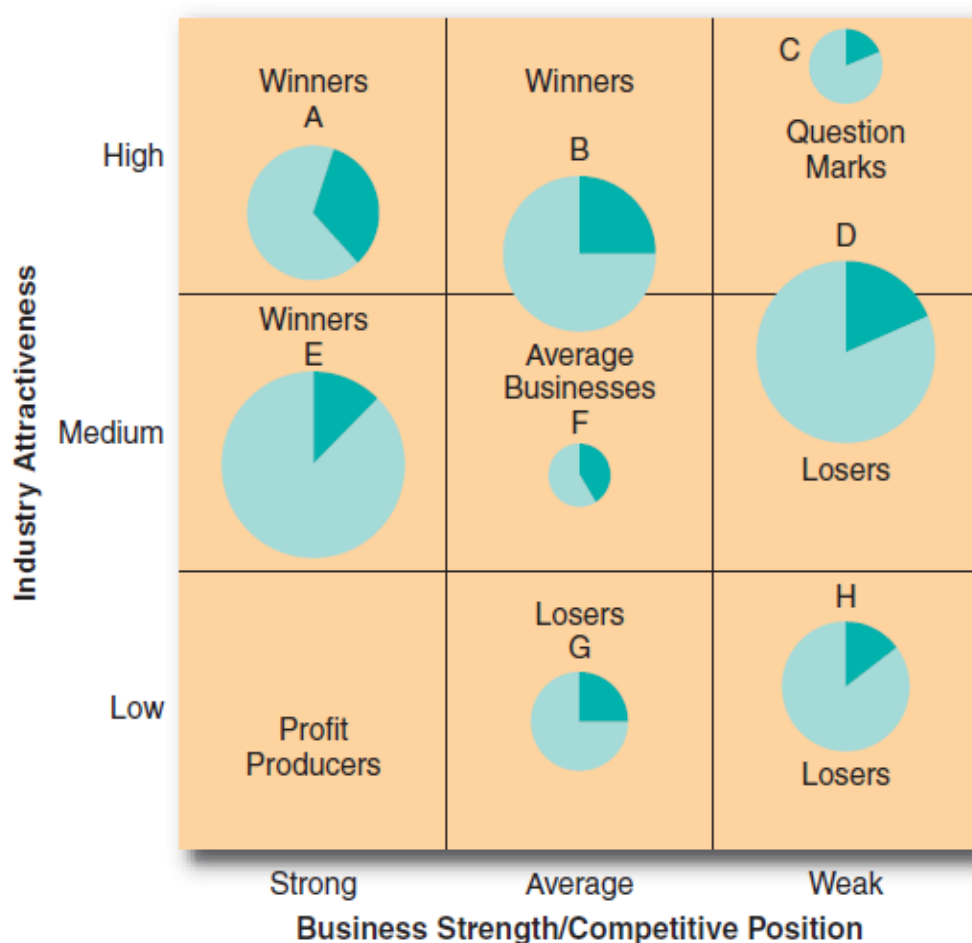 Winners
A
Winners
B
C
Question
Marks
D
High
Winners
E
Average
Businesses
F
Losers
Medium
Losers
G
H
Losers
Profit
Producers
Low
Industry Attractiveness
Strong
Average
Weak
Business Strength/Competitive Position